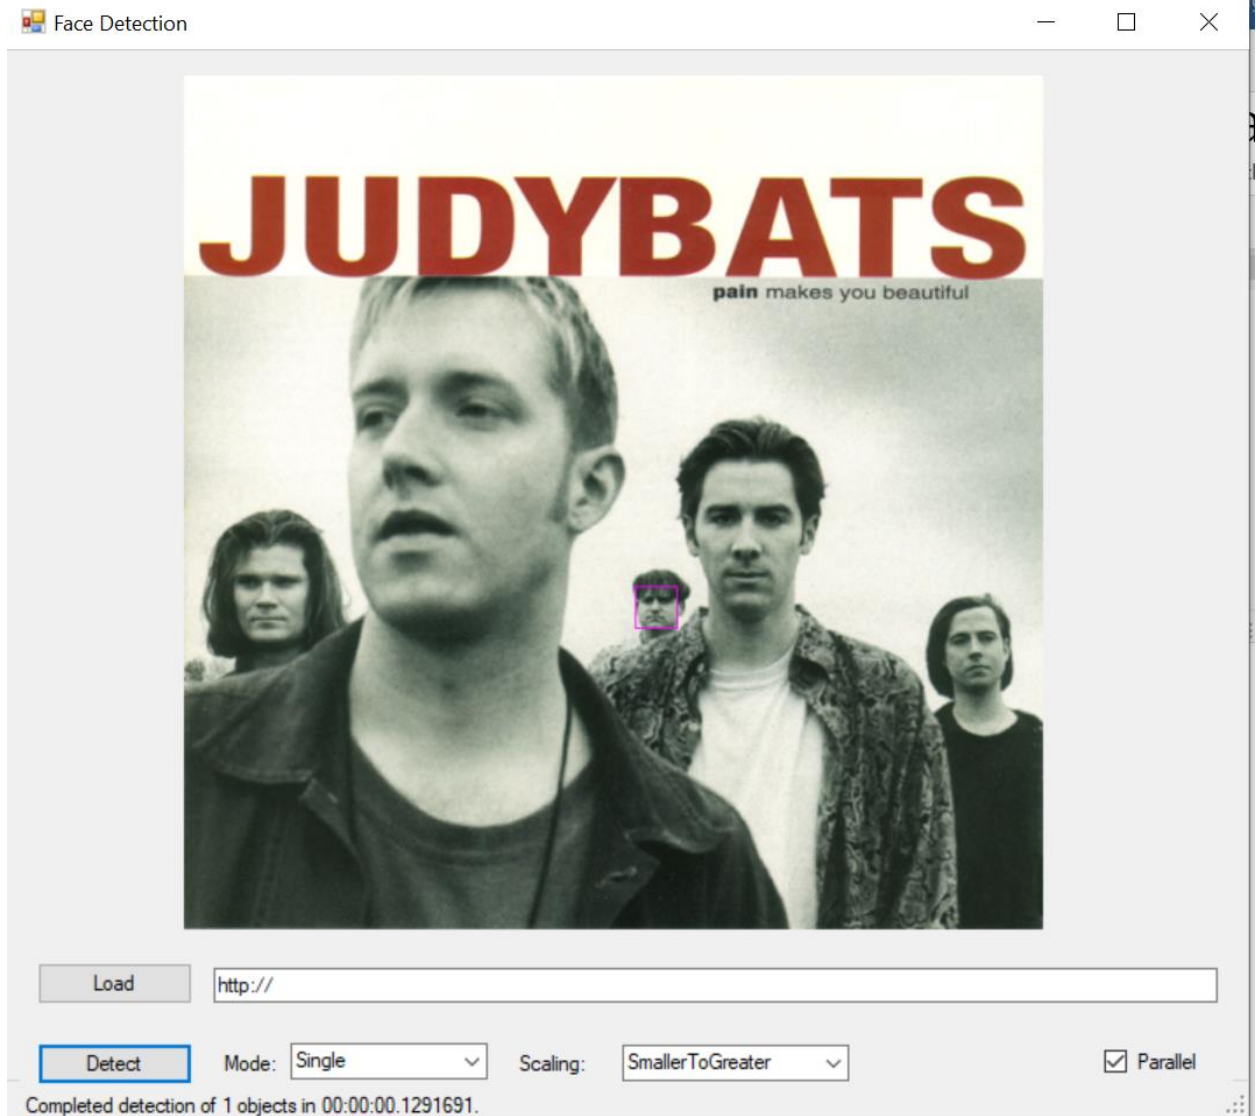 Face Detection
JUDYBATS
pain makes you beautiful
Load
http://
Detect
Mode:
Single
Scaling:
SmallerToGreater
Parallel
Completed detection of 1 objects in 00:00:00.1291691.